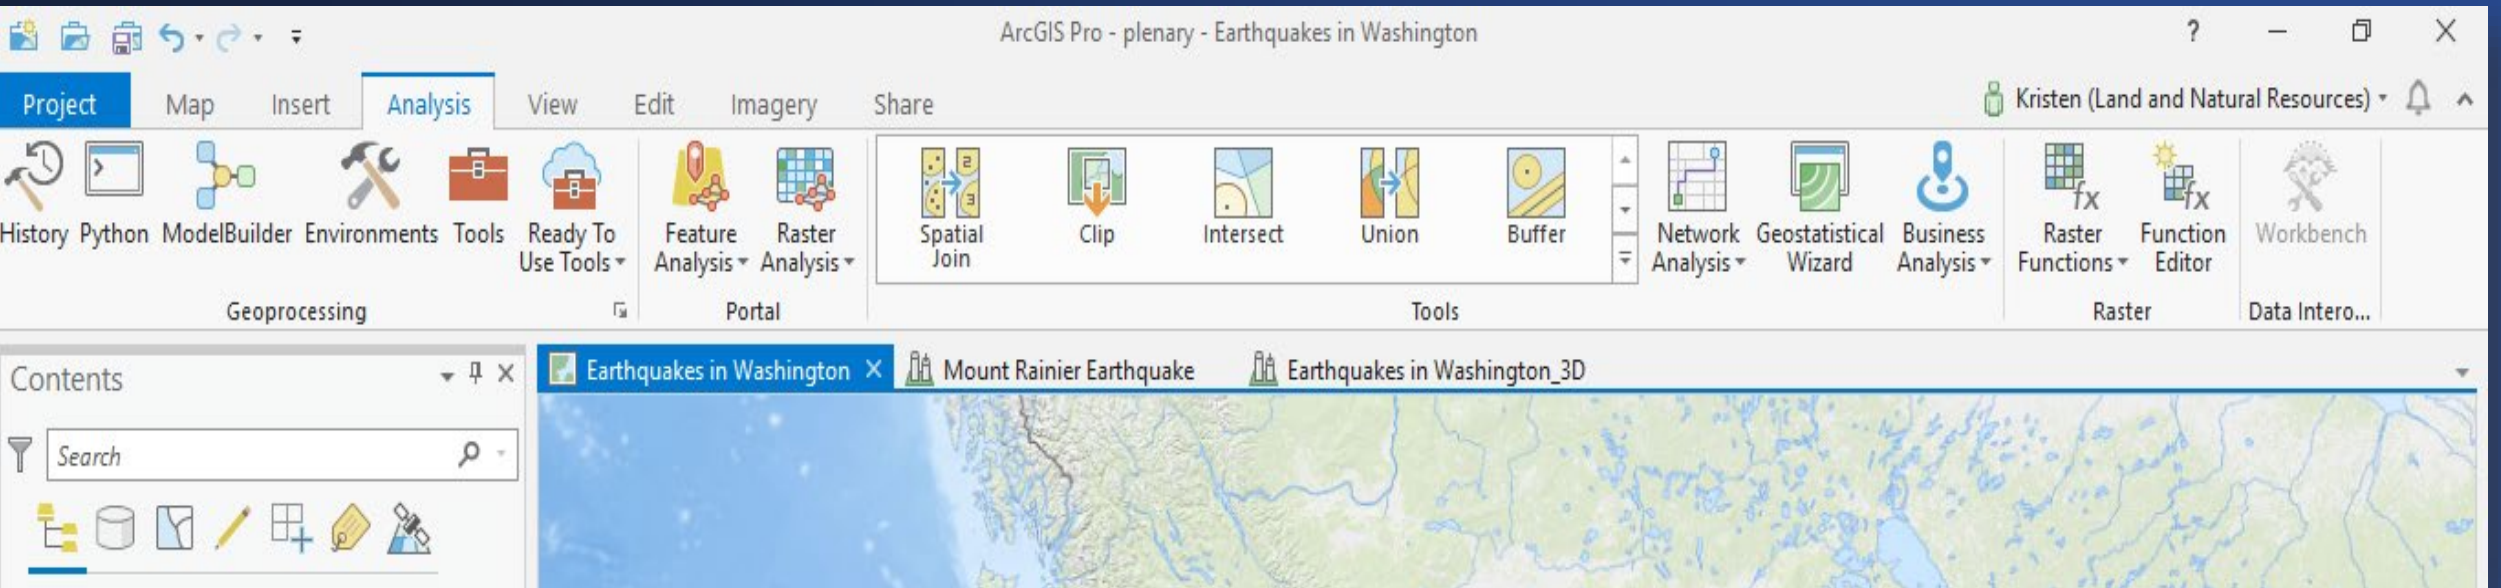 ArcGIS Pro - plenary - Earthquakes in Washington
?
Project Map Insert Analysis View Edit Imagery Share Kristen (Land and Natural Resources)
History Python ModelBuilder Environments Tools Ready To Feature Raster Spatial Clip Intersect Union Buffer Network Geostatistical Business Raster Function Workbench
Use Tools Analysis Analysis Join Analysis Wizard Analysis Functions Editor
Geoprocessing Portal Tools Raster Data Intero...
Contents Earthquakes in Washington Mount Rainier Earthquake Earthquakes in Washington_3D
Search